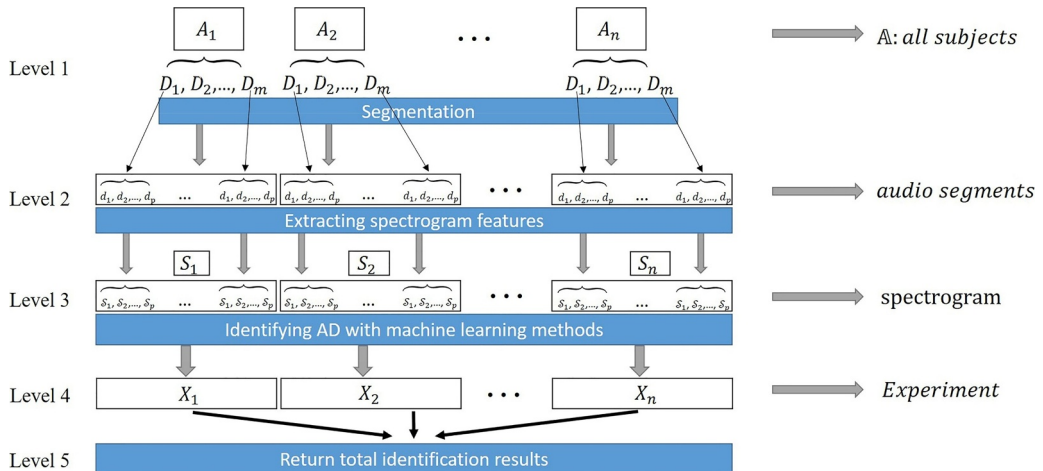 A₁ A₂ ... Aₙ 𝔸: all subjects
Level 1
D₁, D₂,..., Dₘ D₁, D₂,..., Dₘ D₁, D₂,..., Dₘ
Segmentation
Level 2
d₁, d₂,..., dₚ ... d₁, d₂,..., dₚ d₁, d₂,..., dₚ ... d₁, d₂,..., dₚ ... d₁, d₂,..., dₚ ... d₁, d₂,..., dₚ audio segments
Extracting spectrogram features
S₁ S₂ Sₙ
Level 3
s₁, s₂,..., sₚ ... s₁, s₂,..., sₚ s₁, s₂,..., sₚ ... s₁, s₂,..., sₚ ... s₁, s₂,..., sₚ ... s₁, s₂,..., sₚ spectrogram
Identifying AD with machine learning methods
Level 4 X₁ X₂ ... Xₙ Experiment
Level 5 Return total identification results